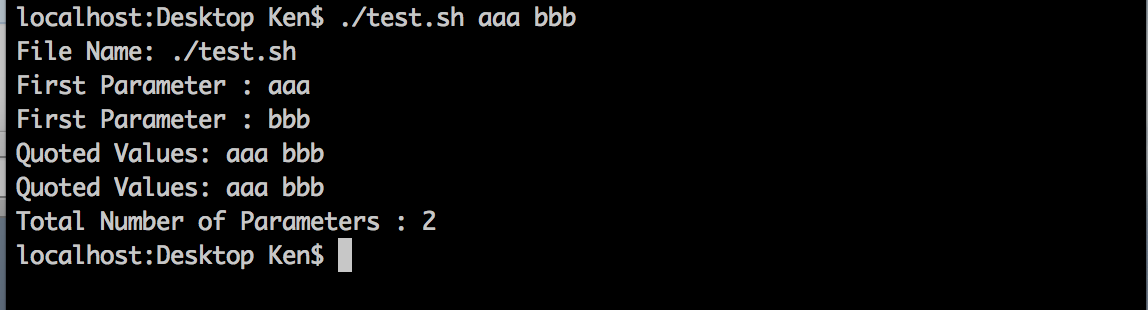 localhost:Desktop Ken$ ./test.sh aaa bbb
File Name: ./test.sh
First Parameter : aaa
First Parameter : bbb
Quoted Values: aaa bbb
Quoted Values: aaa bbb
Total Number of Parameters : 2
localhost:Desktop Ken$